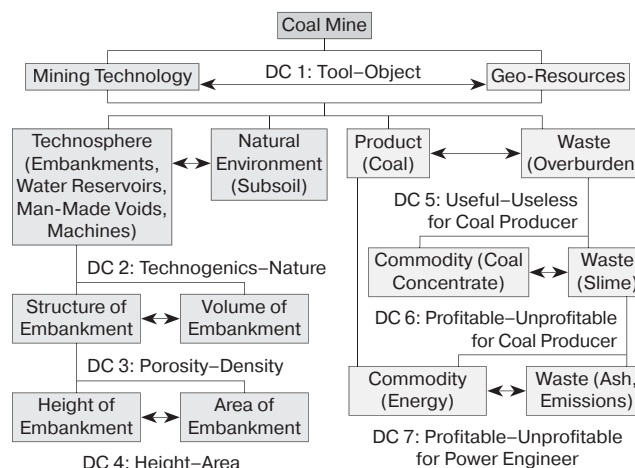 Coal Mine
Mining Technology
DC 1: Tool–Object
Geo-Resources
Technosphere
(Embankments,
Water Reservoirs,
Man-Made Voids,
Machines)
Natural
Environment
(Subsoil)
Product
(Coal)
Waste
(Overburden)
DC 5: Useful–Useless
for Coal Producer
DC 2: Technogenics–Nature
Commodity (Coal
Concentrate)
Waste
(Slime)
Structure of
Embankment
Volume of
Embankment
DC 6: Profitable–Unprofitable
for Coal Producer
DC 3: Porosity–Density
Height of
Embankment
Area of
Embankment
Commodity
(Energy)
Waste (Ash,
Emissions)
DC 4: Height–Area
DC 7: Profitable–Unprofitable
for Power Engineer